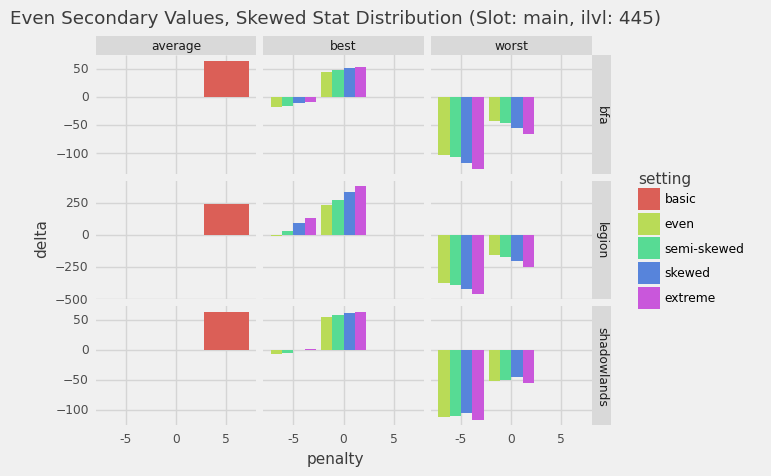 Even Secondary Values, Skewed Stat Distribution (Slot: main, ilvl: 445)
average best worst
50
0
−50
−100
bfa
250
0
−250
−500
legion
50
0
−50
−100
shadowlands
-5 0 5 -5 0 5 -5 0 5
penalty
delta
setting
basic
even
semi-skewed
skewed
extreme